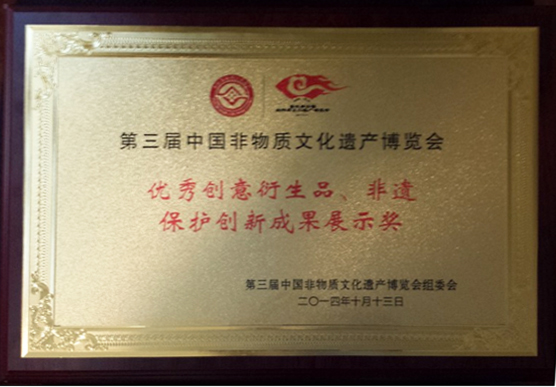 第三届中国非物质文化遗产博览会
优秀创意衍生品、非遗
保护创新成果展示奖
第三届中国非物质文化遗产博览会组委会
二〇一四年十月十三日